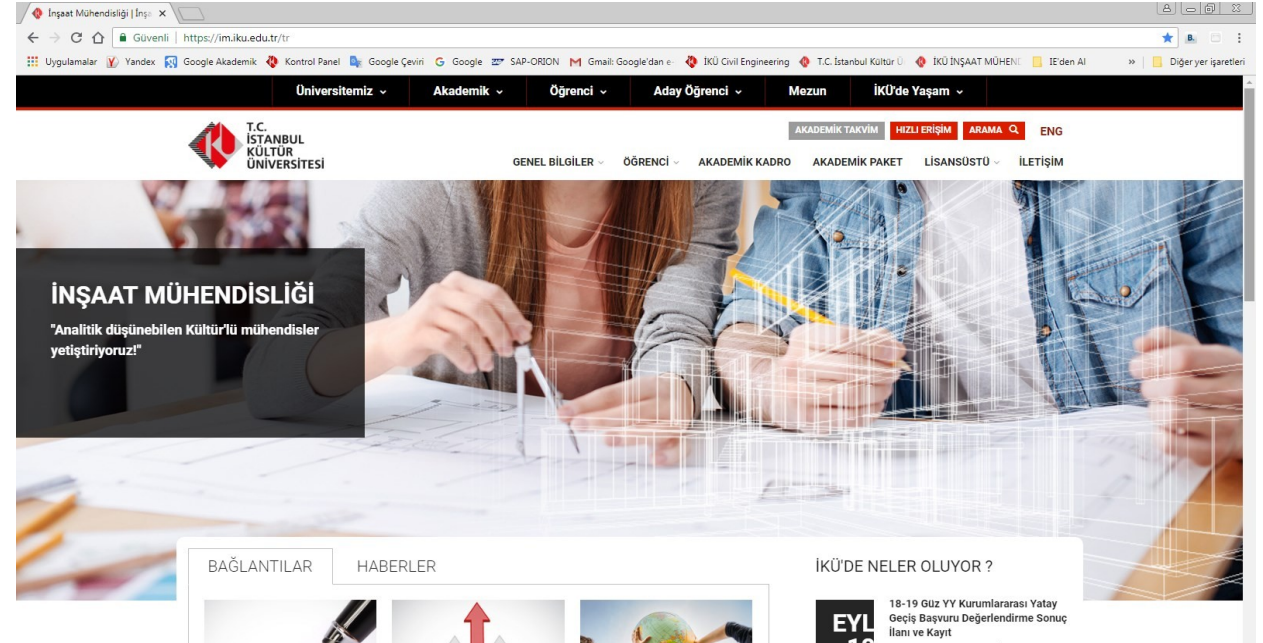 İnşaat Mühendisliği | İnşa
Güvenli | https://im.iku.edu.tr/tr
Uygulamalar Yandex Google Akademik Kontrol Panel Google Çeviri Google SAP-ORION Gmail: Google'dan e- İKÜ Civil Engineering T.C. İstanbul Kültür Ü İKÜ İNŞAAT MÜHENDİ IE'den Al » Diğer yer işaretleri
Üniversitemiz Akademik Öğrenci Aday Öğrenci Mezun İKÜ'de Yaşam
AKADEMİK TAKVİM HIZLI ERİŞİM ARAMA ENG
T.C.
İSTANBUL
KÜLTÜR
ÜNİVERSİTESİ
GENEL BİLGİLER ÖĞRENCİ AKADEMİK KADRO AKADEMİK PAKET LİSANSÜSTÜ İLETİŞİM
İNŞAAT MÜHENDİSLİĞİ
"Analitik düşünebilen Kültür'lü mühendisler
yetiştiriyoruz!"
BAĞLANTILAR HABERLER
İKÜ'DE NELER OLUYOR ?
EYL
18-19 Güz YY Kurumlararası Yatay
Geçiş Başvuru Değerlendirme Sonuç
İlanı ve Kayıt